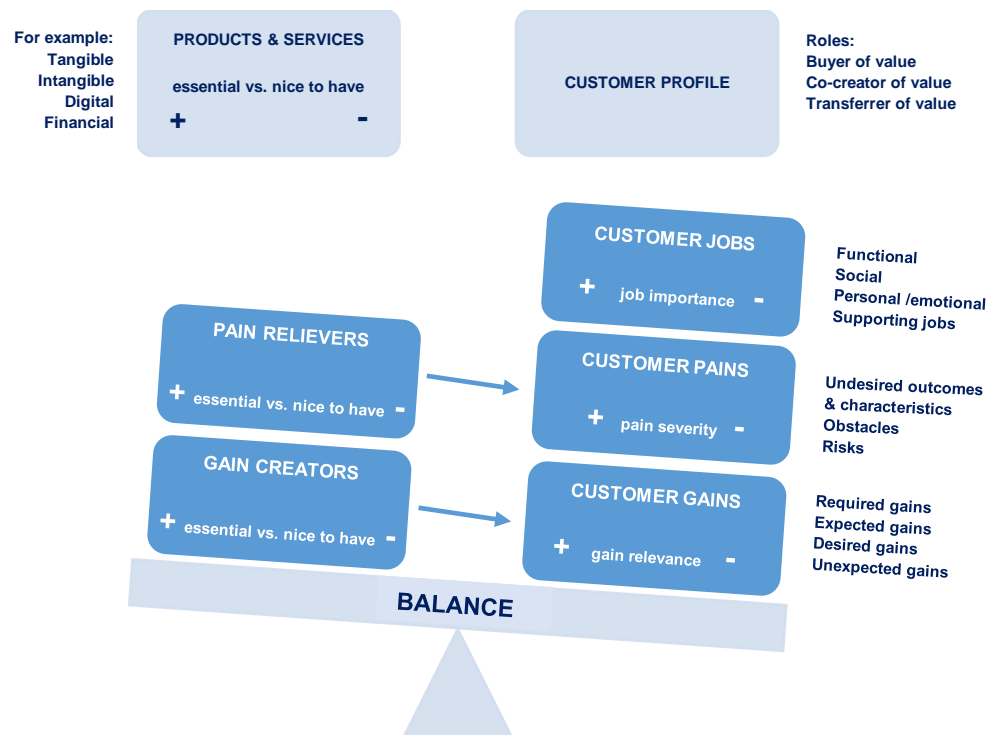 For example:
Tangible
Intangible
Digital
Financial
PRODUCTS & SERVICES
essential vs. nice to have
+ -
CUSTOMER PROFILE
Roles:
Buyer of value
Co-creator of value
Transferrer of value
CUSTOMER JOBS
+ job importance -
Functional
Social
Personal /emotional
Supporting jobs
PAIN RELIEVERS
+ essential vs. nice to have -
CUSTOMER PAINS
+ pain severity -
Undesired outcomes
& characteristics
Obstacles
Risks
GAIN CREATORS
+ essential vs. nice to have -
CUSTOMER GAINS
+ gain relevance -
Required gains
Expected gains
Desired gains
Unexpected gains
BALANCE